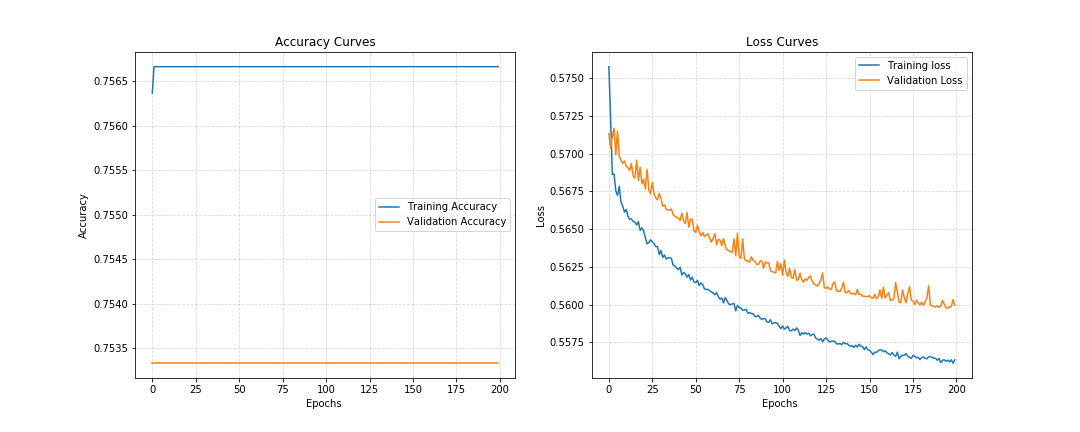 Accuracy Curves
0.7565
0.7560
0.7555
0.7550
0.7545
0.7540
0.7535
Accuracy
Training Accuracy
Validation Accuracy
0 25 50 75 100 125 150 175 200
Epochs
Loss Curves
0.5750
0.5725
0.5700
0.5675
0.5650
0.5625
0.5600
0.5575
Loss
Training loss
Validation Loss
0 25 50 75 100 125 150 175 200
Epochs